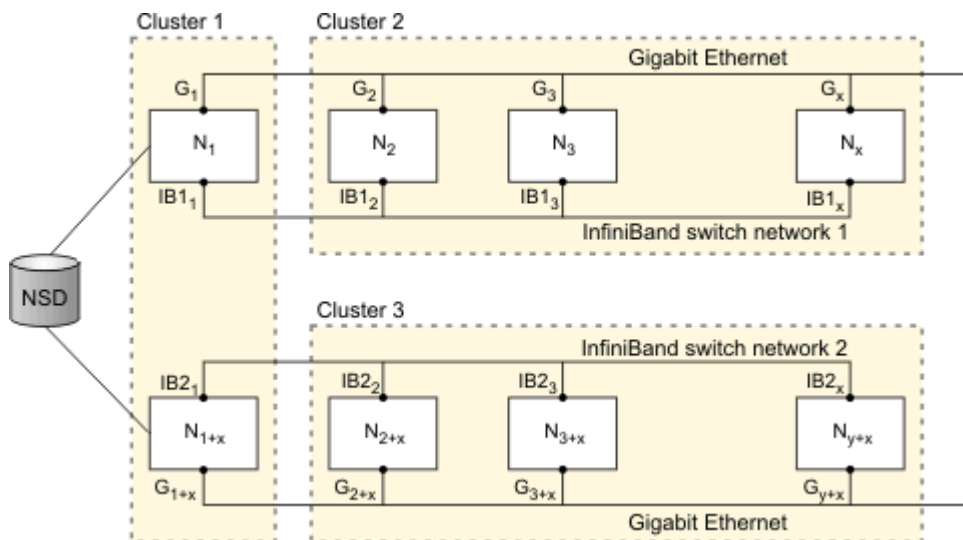 Cluster 1
Cluster 2
Gigabit Ethernet
G1
G2
G3
Gx
N1
N2
N3
Nx
IB11
IB12
IB13
IB1x
InfiniBand switch network 1
NSD
Cluster 3
InfiniBand switch network 2
IB21
IB22
IB23
IB2x
N1+x
N2+x
N3+x
Ny+x
G1+x
G2+x
G3+x
Gy+x
Gigabit Ethernet